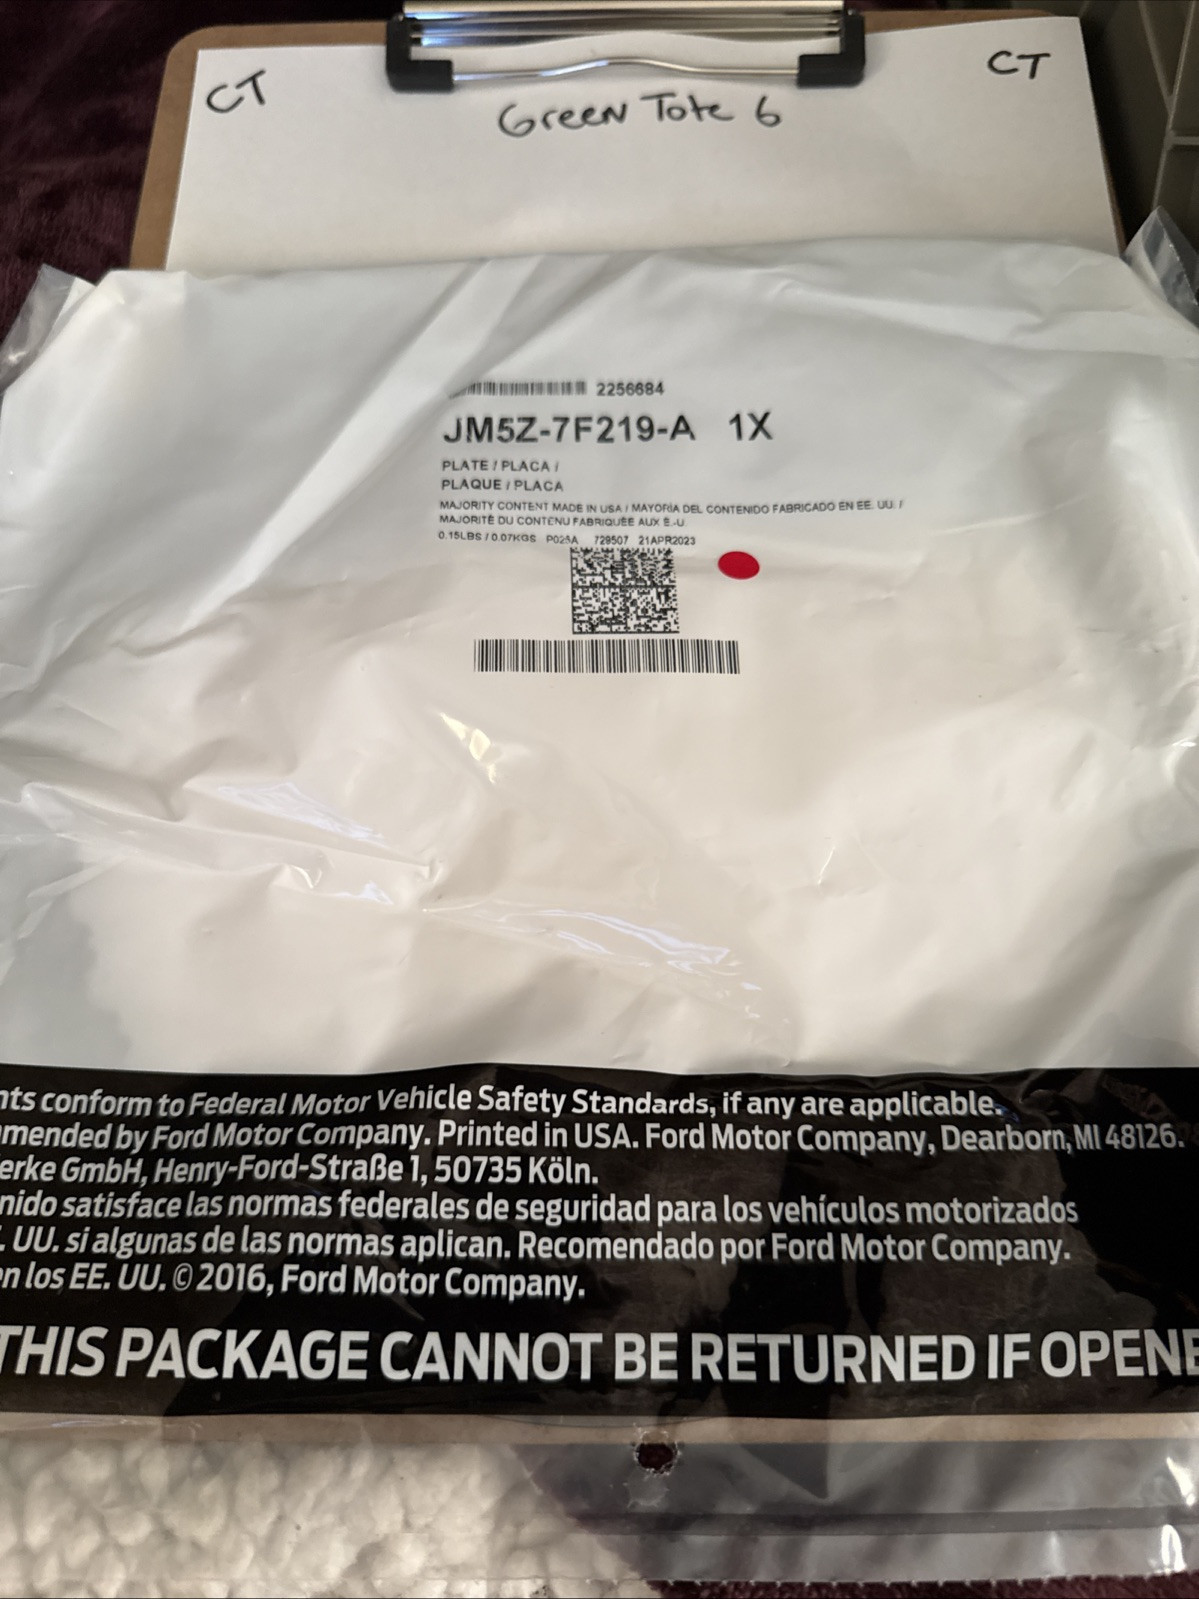 CT
CT
Green Tote 6
2256684
JM5Z-7F219-A 1X
PLATE / PLACA /
PLAQUE / PLACA
MAJORITY CONTENT MADE IN USA / MAYORIA DEL CONTENIDO FABRICADO EN EE. UU. /
MAJORITÉ DU CONTENU FABRIQUÉE AUX É.-U.
0.15LBS / 0.07KGS P025A 729507 21APR2023
nts conform to Federal Motor Vehicle Safety Standards, if any are applicable.
mended by Ford Motor Company. Printed in USA. Ford Motor Company, Dearborn, MI 48126.
erke GmbH, Henry-Ford-Straße 1, 50735 Köln.
nido satisface las normas federales de seguridad para los vehículos motorizados
. UU. si algunas de las normas aplican. Recomendado por Ford Motor Company.
en los EE. UU. © 2016, Ford Motor Company.
THIS PACKAGE CANNOT BE RETURNED IF OPENE